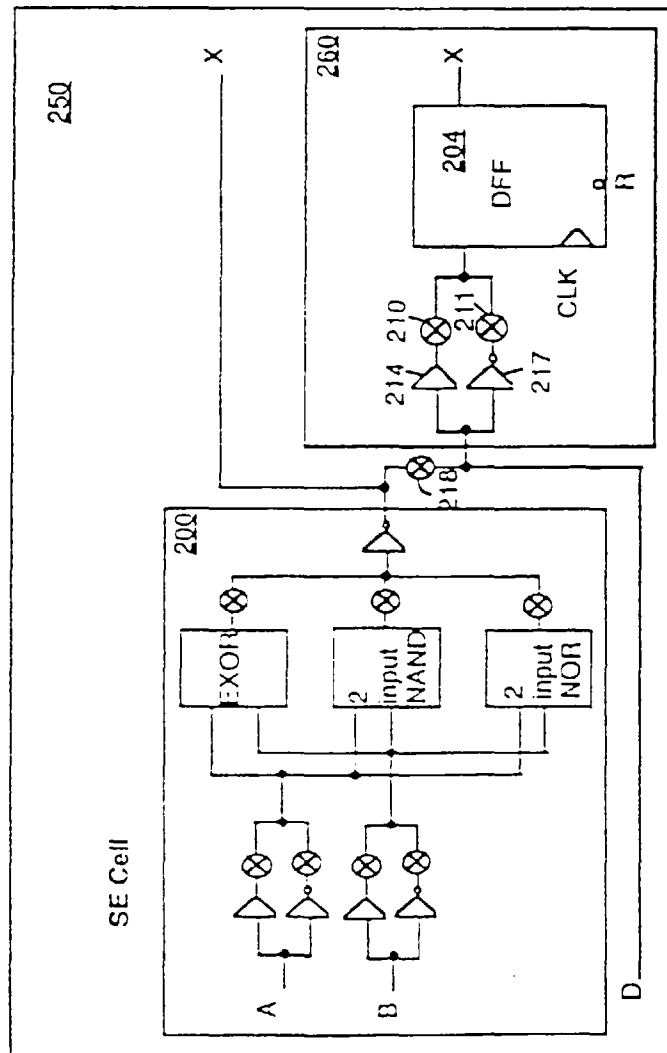 250
SE Cell
X
200
260
A
B
EXOR
2
input
NAND
2
input
NOR
218
214
210
217
211
204
DFF
CLK
R
X
D